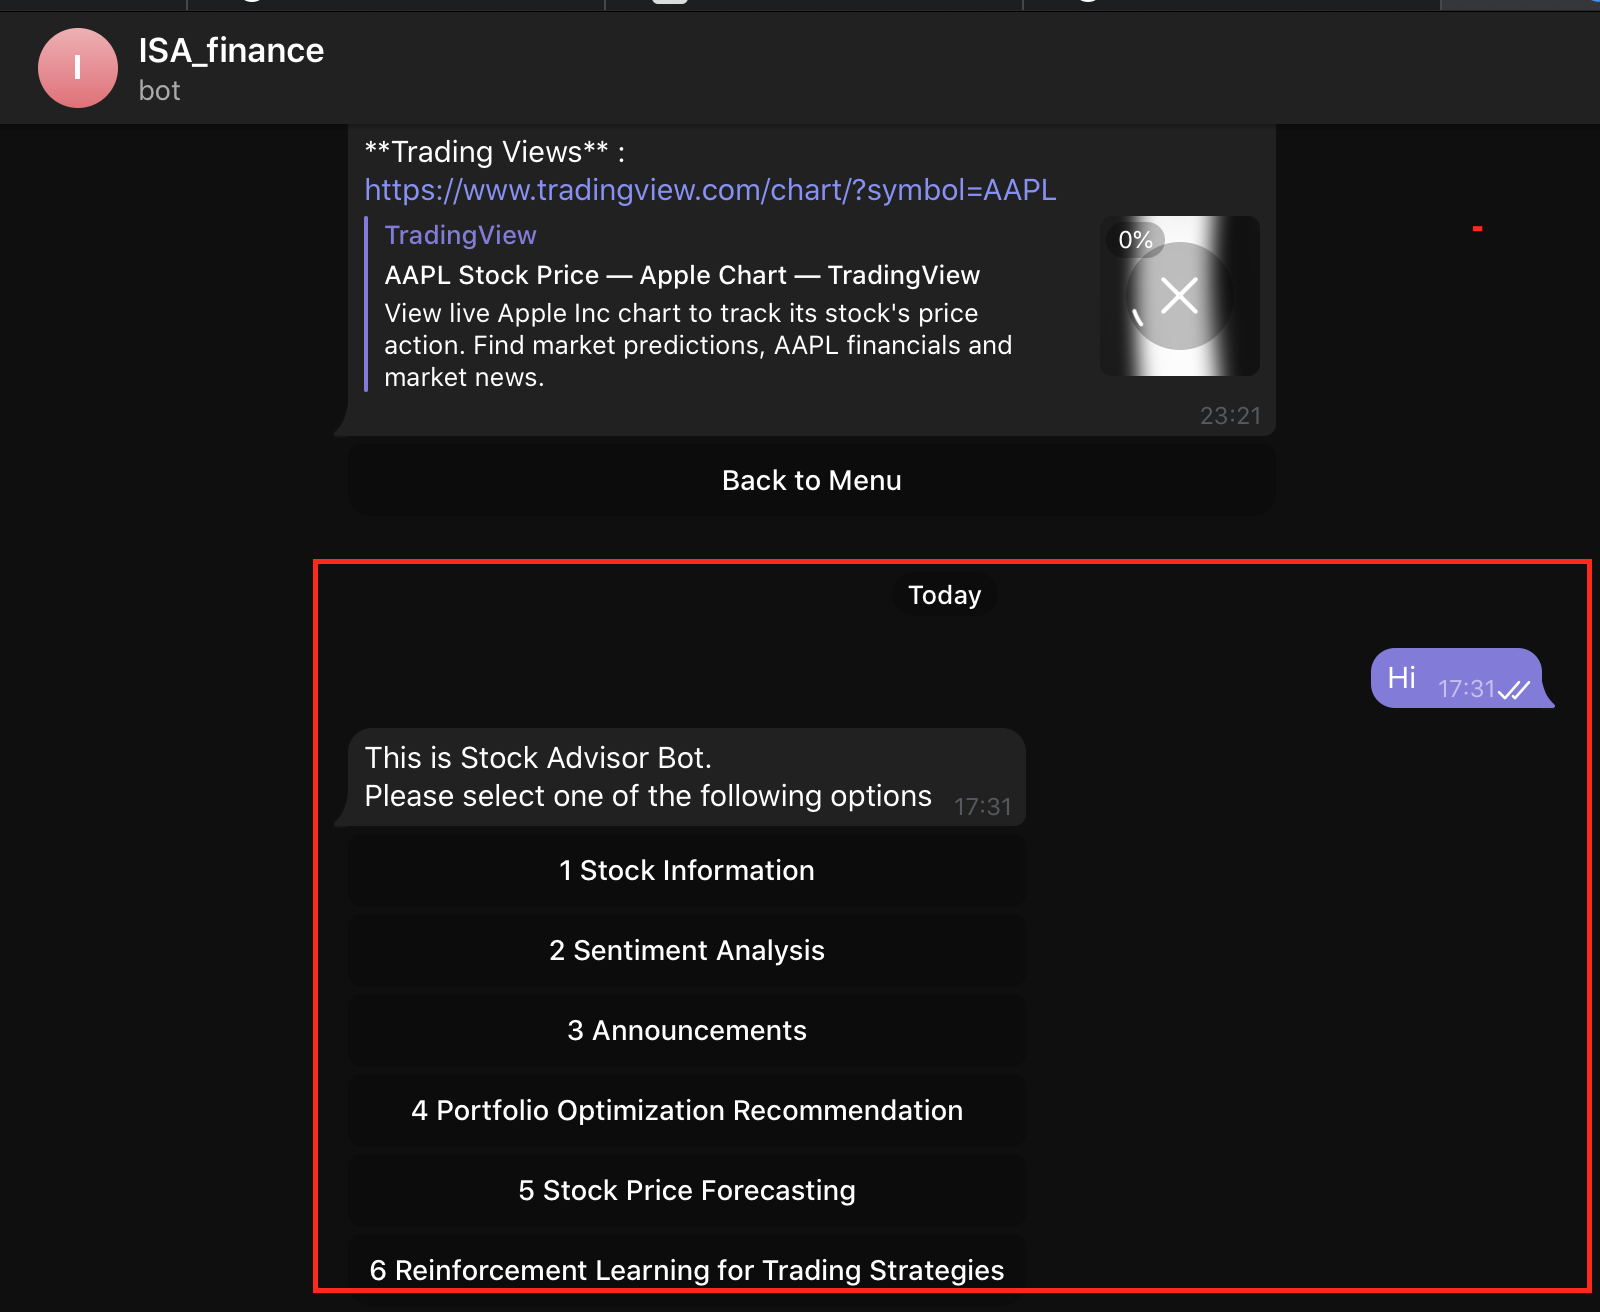 I
ISA_finance
bot
**Trading Views** :
https://www.tradingview.com/chart/?symbol=AAPL
TradingView
AAPL Stock Price — Apple Chart — TradingView
View live Apple Inc chart to track its stock's price
action. Find market predictions, AAPL financials and
market news.
0%
23:21
Back to Menu
Today
Hi 17:31
This is Stock Advisor Bot.
Please select one of the following options 17:31
1 Stock Information
2 Sentiment Analysis
3 Announcements
4 Portfolio Optimization Recommendation
5 Stock Price Forecasting
6 Reinforcement Learning for Trading Strategies